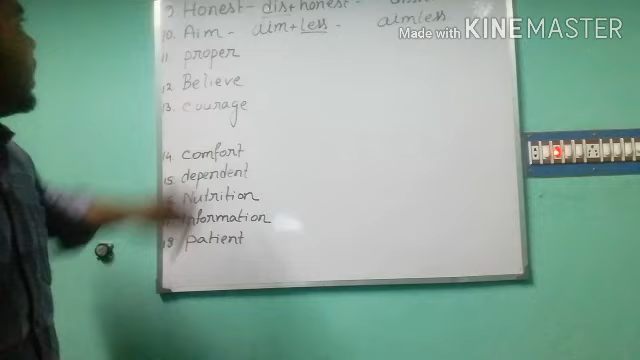 9. Honest - dis + honest -
10. Aim - aim + less - aimless
11 proper
12 Believe
13 courage
14. comfort
15. dependent
Nutrition
Information
18 patient
Made with KINEMASTER